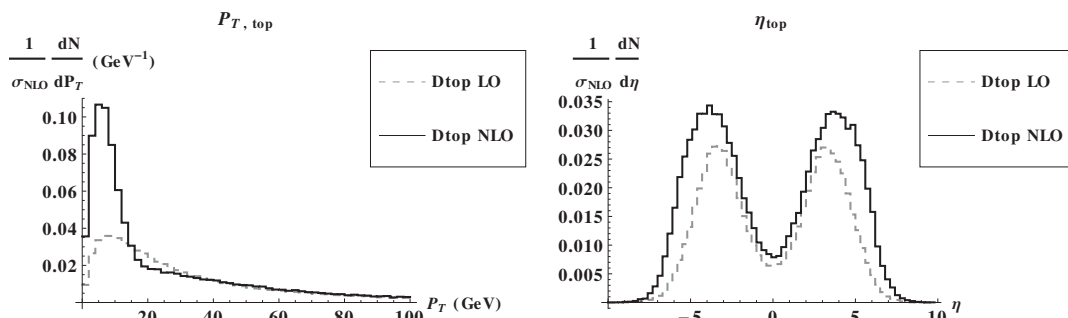 P_T, top
1 dN
σ_NLO dP_T (GeV⁻¹)
Dtop LO
Dtop NLO
0.10
0.08
0.06
0.04
0.02
20 40 60 80 100
P_T (GeV)
η_top
1 dN
σ_NLO dη
Dtop LO
Dtop NLO
0.035
0.030
0.025
0.020
0.015
0.010
0.005
−5 0 5 10
η